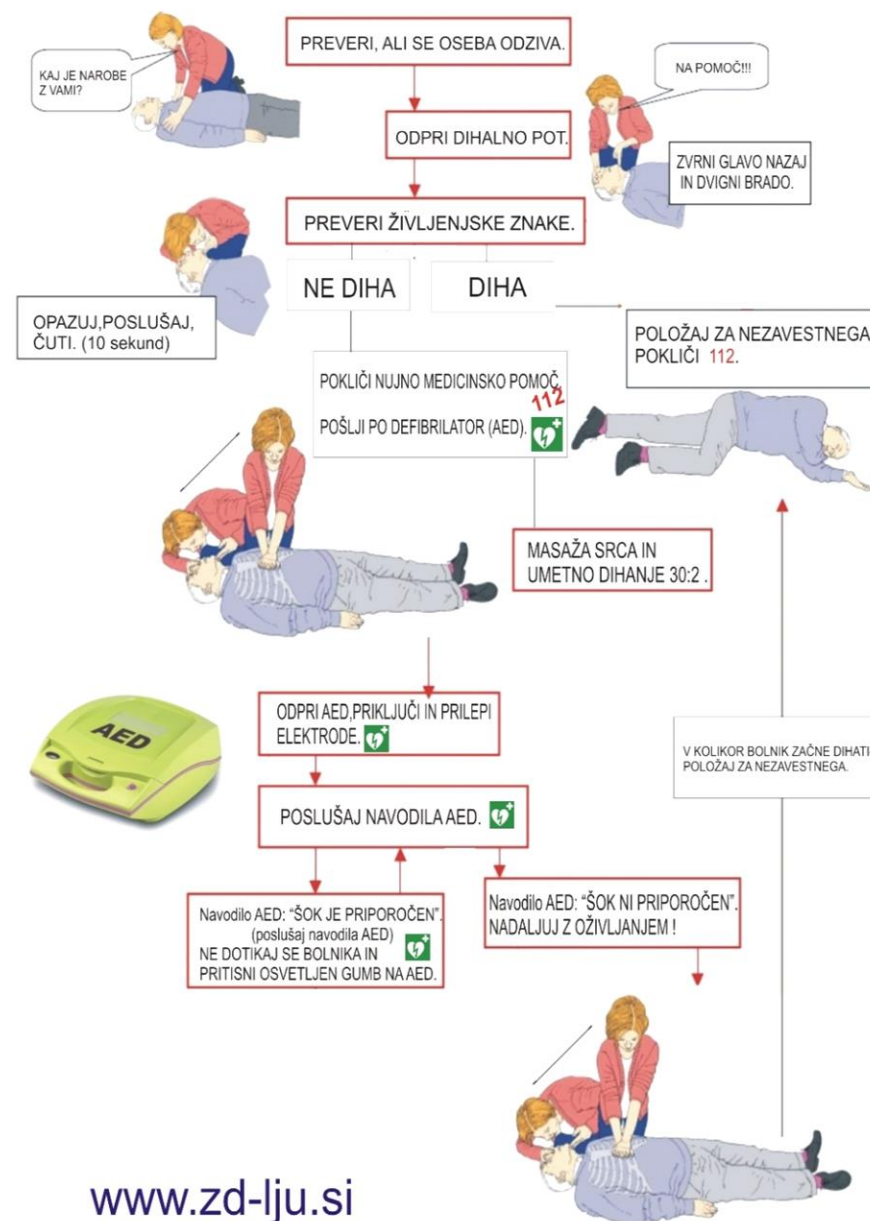 PREVERI, ALI SE OSEBA ODZIVA.
KAJ JE NAROBE
Z VAMI?
NA POMOČ!!!
ODPRI DIHALNO POT.
ZVRNI GLAVO NAZAJ
IN DVIGNI BRADO.
PREVERI ŽIVLJENJSKE ZNAKE.
NE DIHA
DIHA
OPAZUJ,POSLUŠAJ,
ČUTI. (10 sekund)
POLOŽAJ ZA NEZAVESTNEGA
POKLIČI 112.
POKLIČI NUJNO MEDICINSKO POMOČ,
112
POŠLJI PO DEFIBRILATOR (AED).
MASAŽA SRCA IN
UMETNO DIHANJE 30:2 .
AED
ODPRI AED,PRIKLJUČI IN PRILEPI
ELEKTRODE.
V KOLIKOR BOLNIK ZAČNE DIHATI
POLOŽAJ ZA NEZAVESTNEGA.
POSLUŠAJ NAVODILA AED.
Navodilo AED: “ŠOK JE PRIPOROČEN”.
(poslušaj navodila AED)
NE DOTIKAJ SE BOLNIKA IN
PRITISNI OSVETLJEN GUMB NA AED.
Navodilo AED: “ŠOK NI PRIPOROČEN”.
NADALJUJ Z OŽIVLJANJEM !
www.zd-lju.si